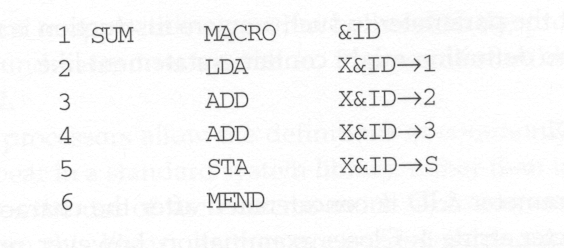 1 SUM MACRO &ID
2 LDA X&ID→1
3 ADD X&ID→2
4 ADD X&ID→3
5 STA X&ID→S
6 MEND